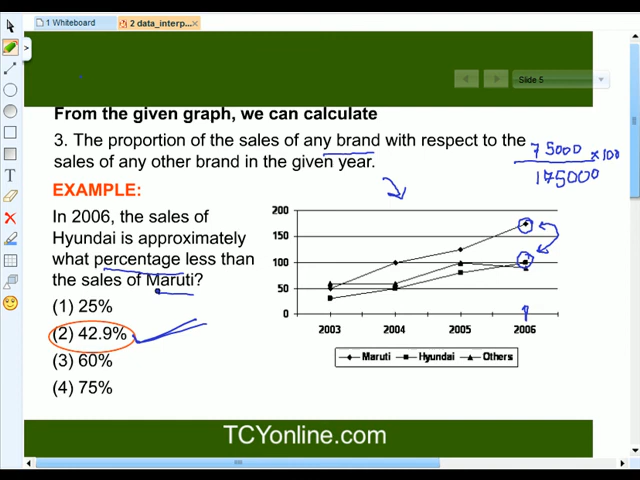 1 Whiteboard
2 data_interp...
Slide 5
From the given graph, we can calculate
3. The proportion of the sales of any brand with respect to the
sales of any other brand in the given year.
75000
×100
175000
EXAMPLE:
In 2006, the sales of
Hyundai is approximately
what percentage less than
the sales of Maruti?
(1) 25%
(2) 42.9%
(3) 60%
(4) 75%
200
150
100
50
0
2003 2004 2005 2006
Maruti Hyundai Others
TCYonline.com